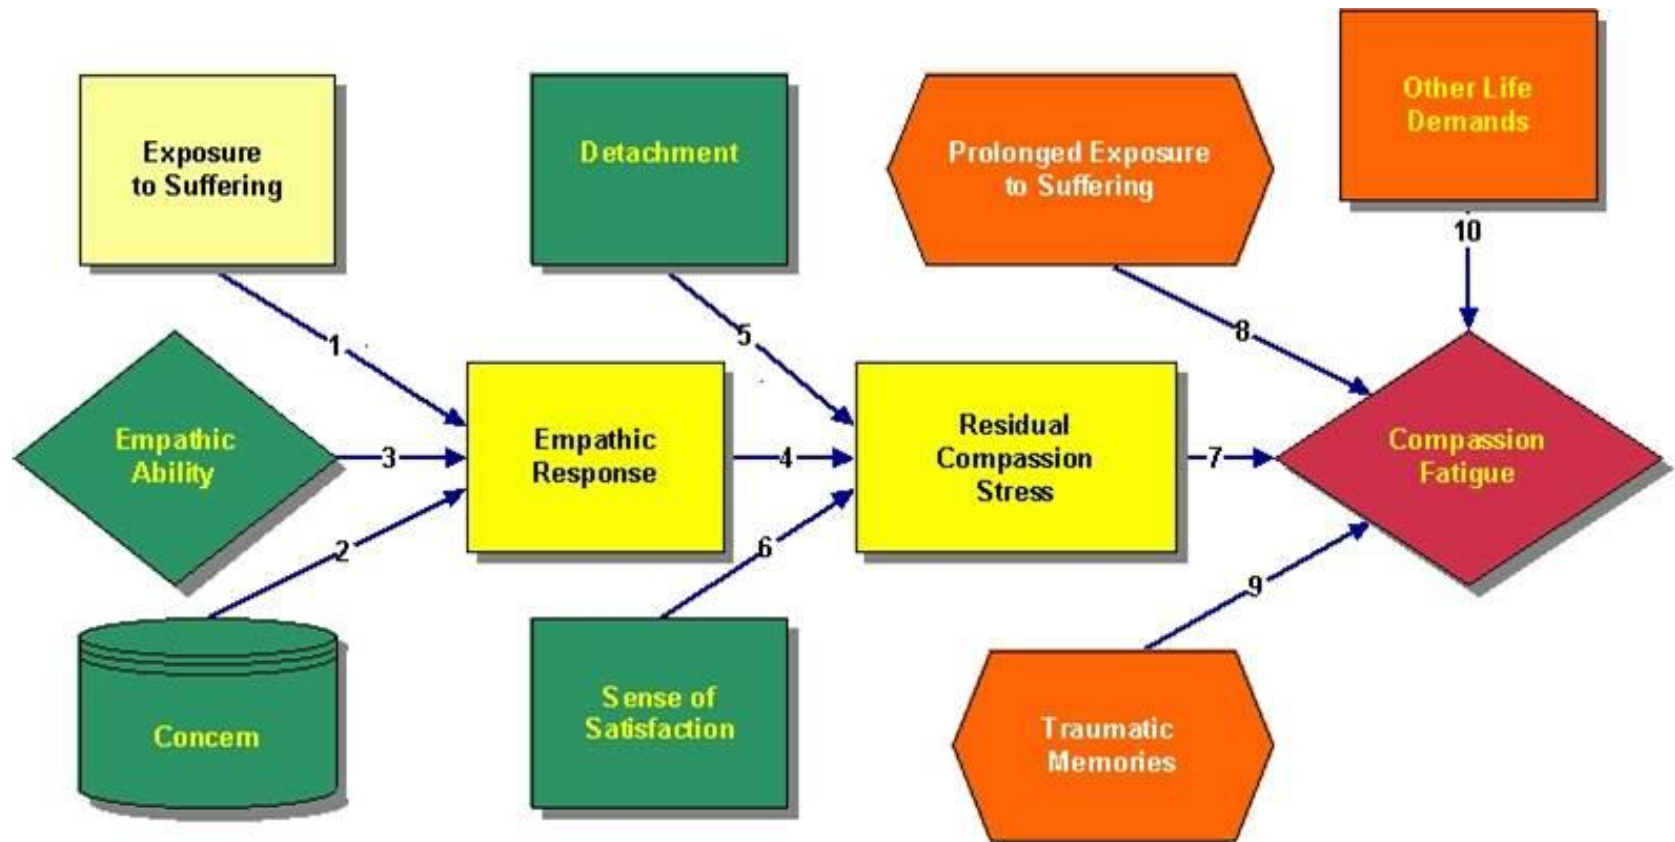 Exposure
to Suffering
Detachment
Prolonged Exposure
to Suffering
Other Life
Demands
10
1
5
8
Empathic
Ability
3
Empathic
Response
4
Residual
Compassion
Stress
7
Compassion
Fatigue
2
6
9
Concern
Sense of
Satisfaction
Traumatic
Memories